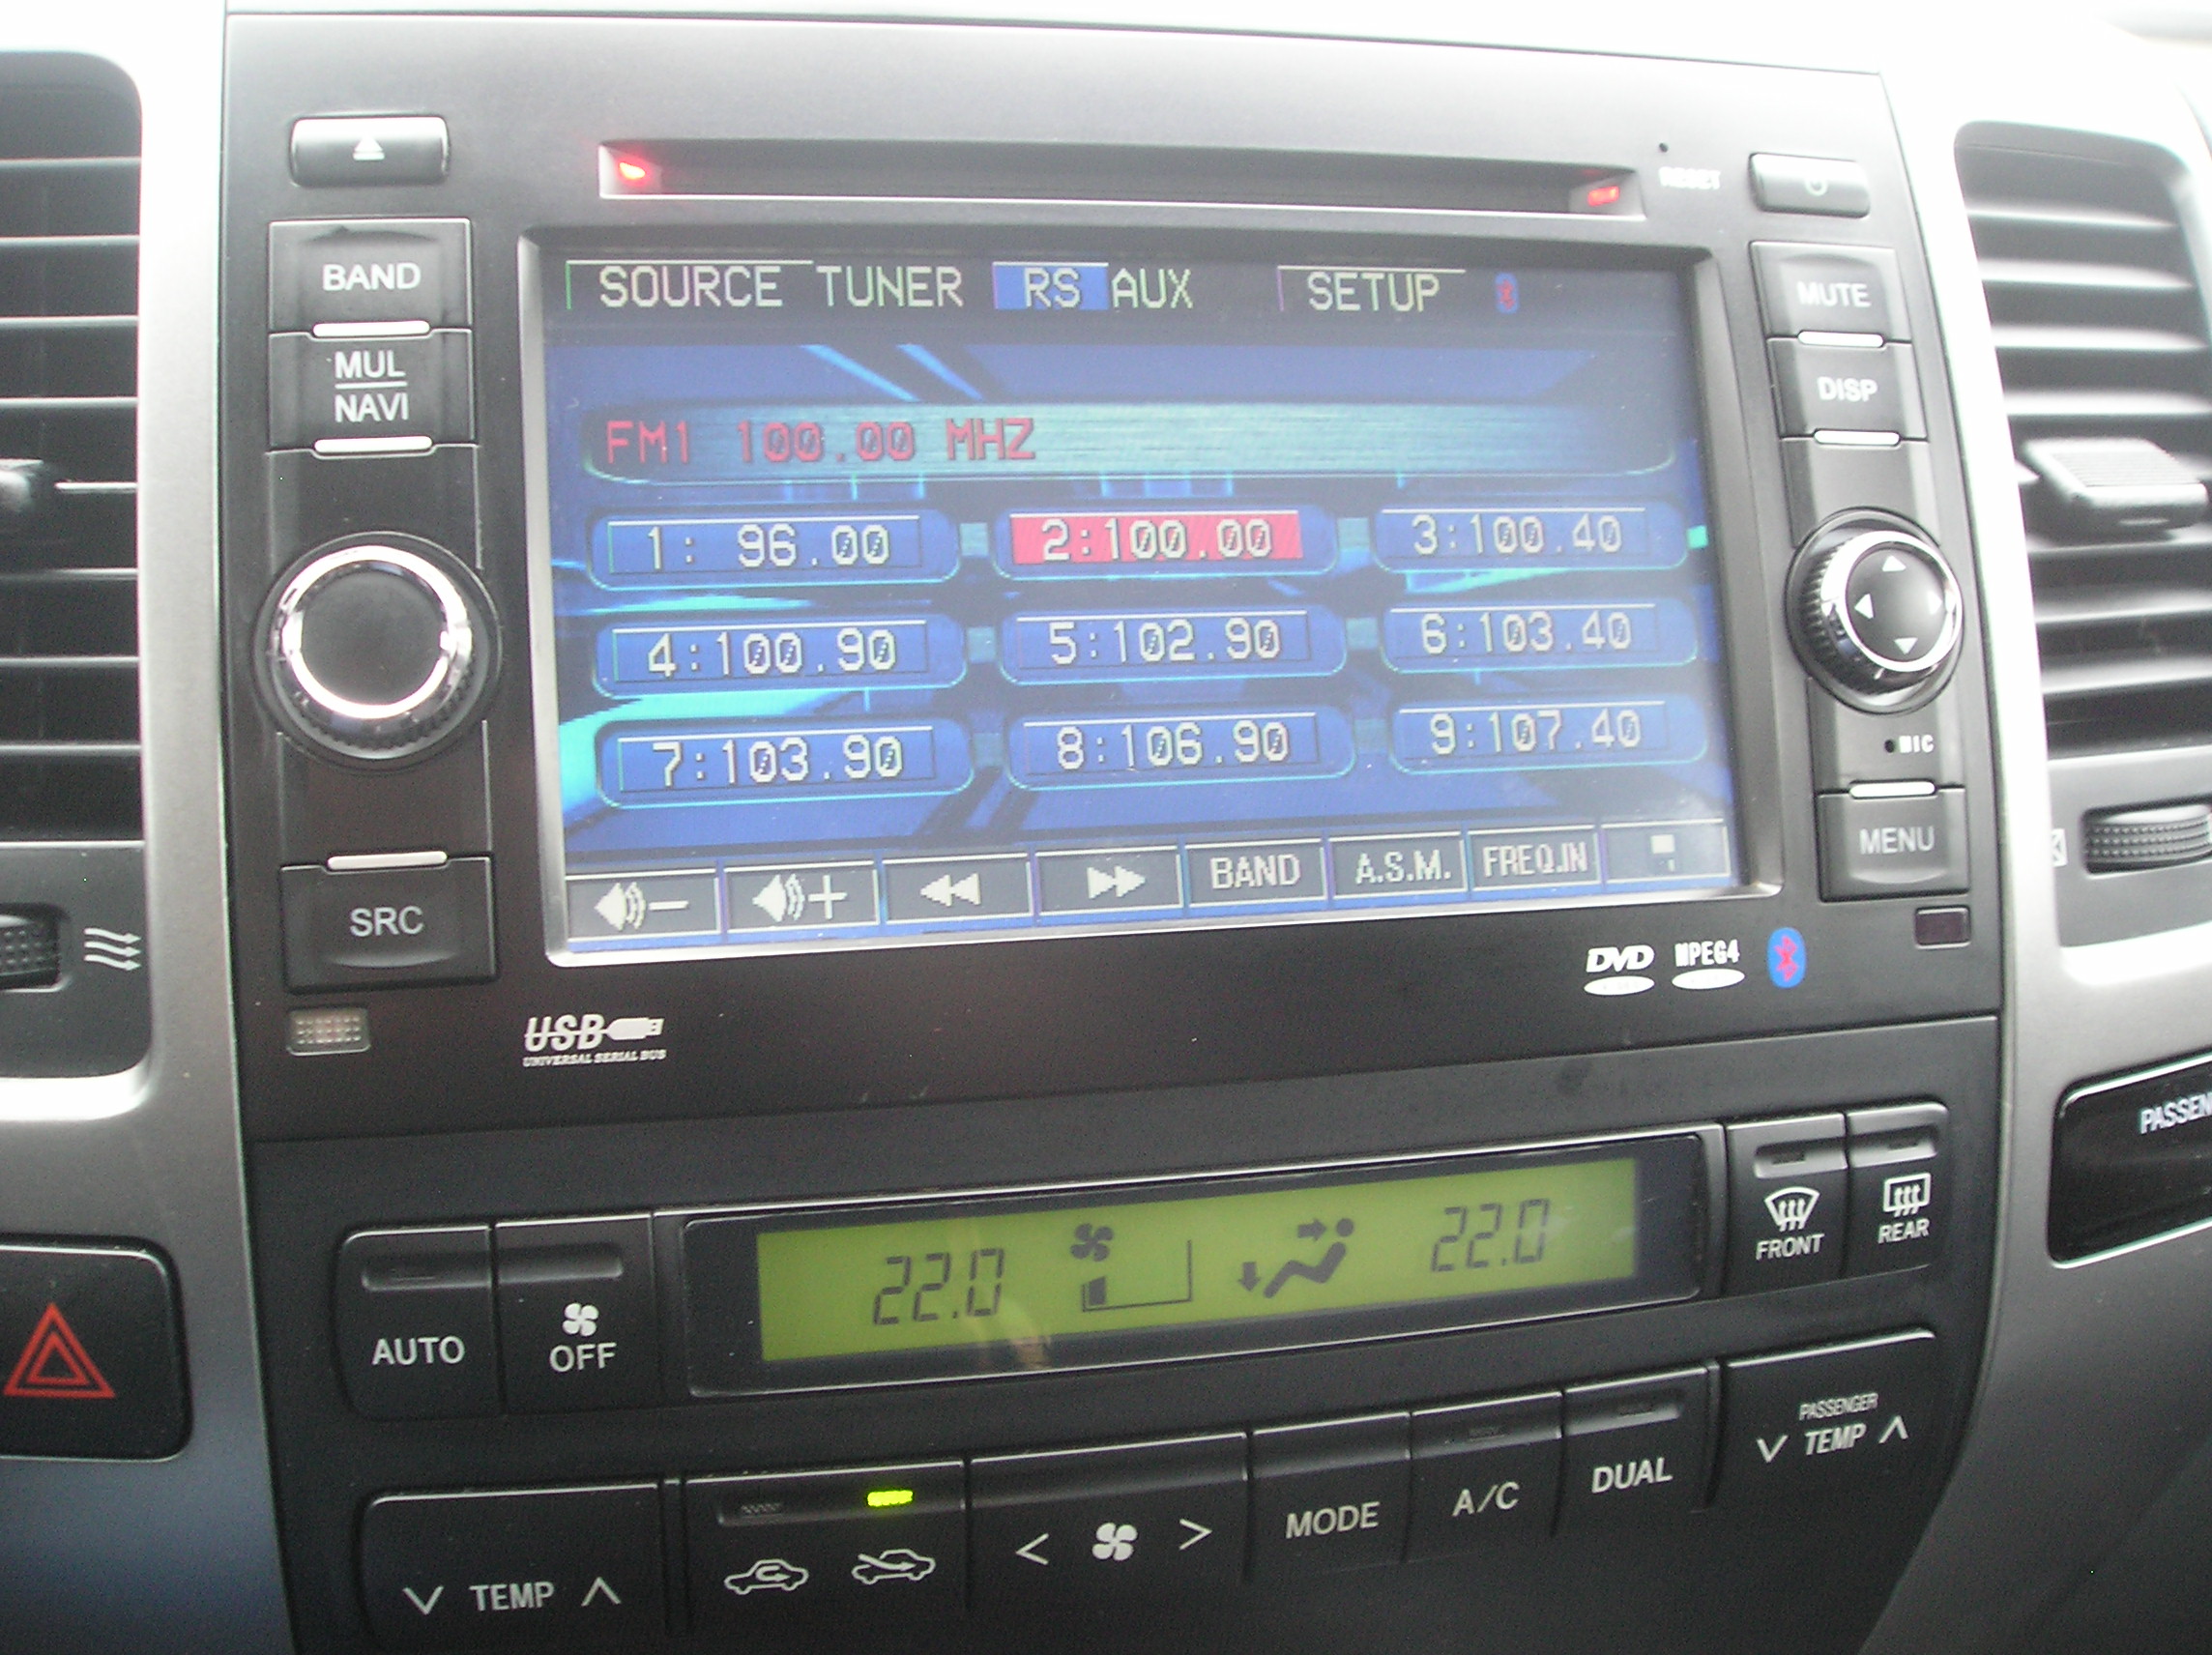 RESET
BAND
MUL
NAVI
SRC
SOURCE TUNER RS AUX SETUP
FM1 100.00 MHZ
1: 96.00 2:100.00 3:100.40
4:100.90 5:102.90 6:103.40
7:103.90 8:106.90 9:107.40
- + BAND A.S.M. FREQ.IN
MUTE
DISP
MIC
MENU
USB
UNIVERSAL SERIAL BUS
DVD MPEG4
PASSEN
AUTO
OFF
22.0 22.0
FRONT
REAR
TEMP
< >
MODE
A/C
DUAL
PASSENGER
TEMP